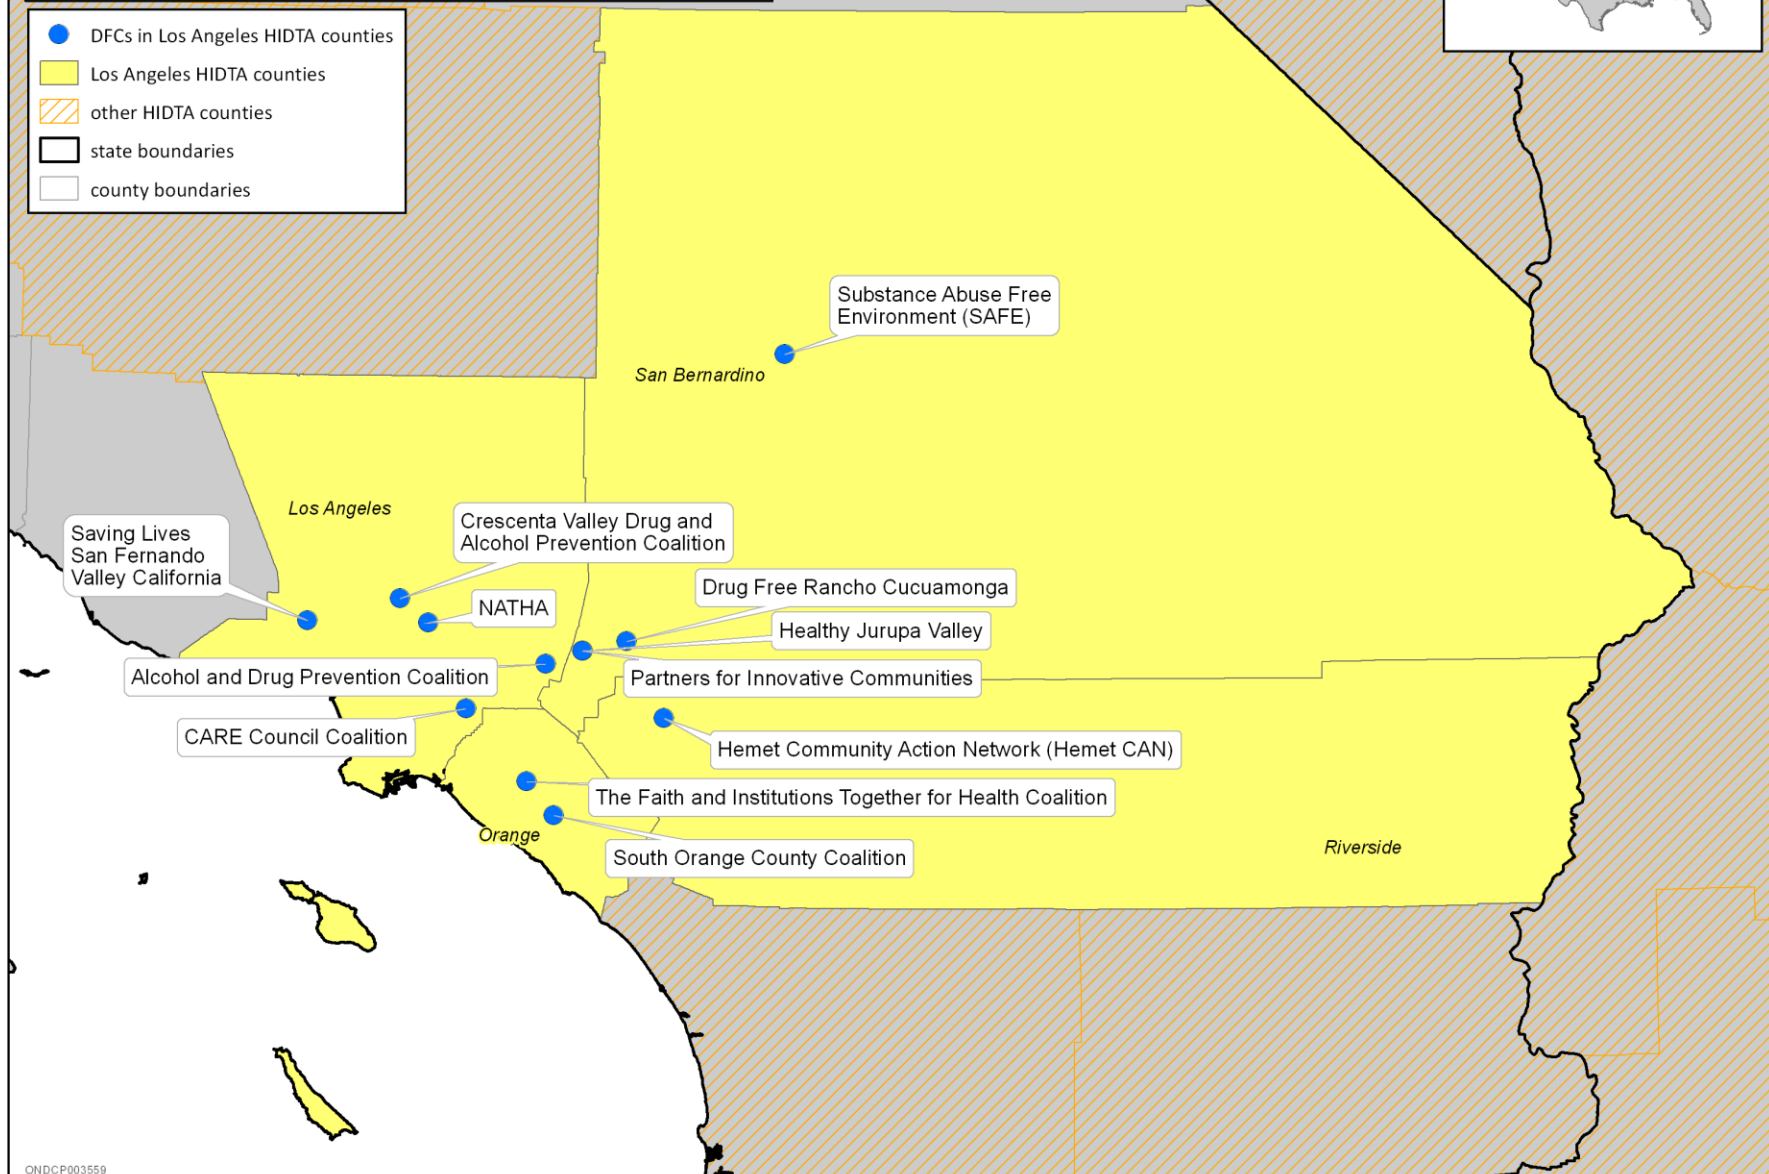 DFCs in Los Angeles HIDTA counties
Los Angeles HIDTA counties
other HIDTA counties
state boundaries
county boundaries
Substance Abuse Free
Environment (SAFE)
San Bernardino
Los Angeles
Crescenta Valley Drug and
Alcohol Prevention Coalition
Saving Lives
San Fernando
Valley California
NATHA
Drug Free Rancho Cucuamonga
Healthy Jurupa Valley
Alcohol and Drug Prevention Coalition
Partners for Innovative Communities
CARE Council Coalition
Hemet Community Action Network (Hemet CAN)
The Faith and Institutions Together for Health Coalition
Orange
South Orange County Coalition
Riverside
ONDCP003559